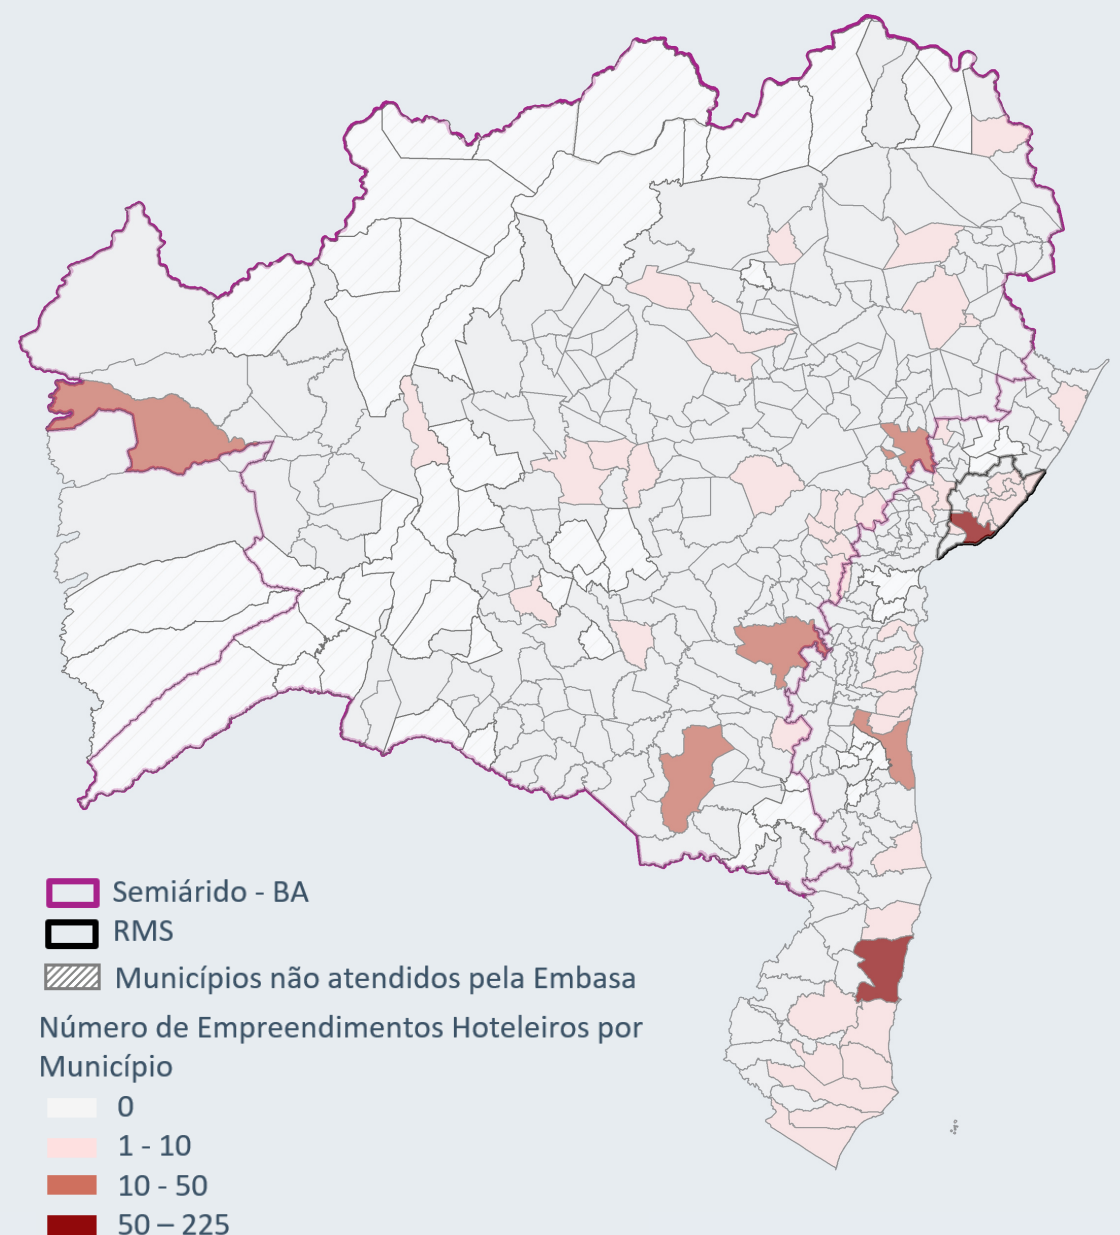 Semiárido - BA
RMS
Municípios não atendidos pela Embasa
Número de Empreendimentos Hoteleiros por
Município
0
1 - 10
10 - 50
50 – 225